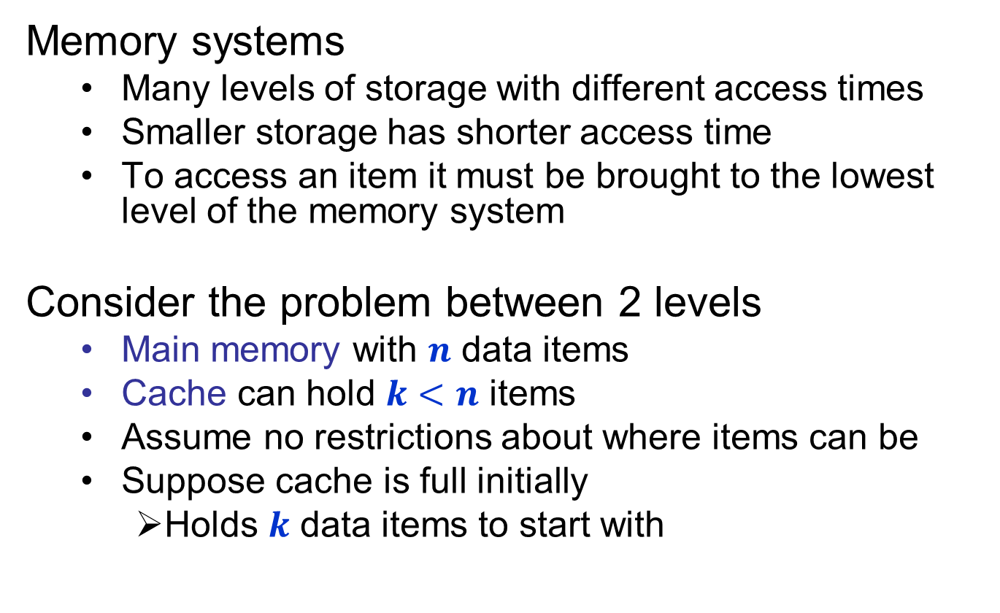 Memory systems
• Many levels of storage with different access times
• Smaller storage has shorter access time
• To access an item it must be brought to the lowest
level of the memory system
Consider the problem between 2 levels
• Main memory with n data items
• Cache can hold k < n items
• Assume no restrictions about where items can be
• Suppose cache is full initially
➢Holds k data items to start with